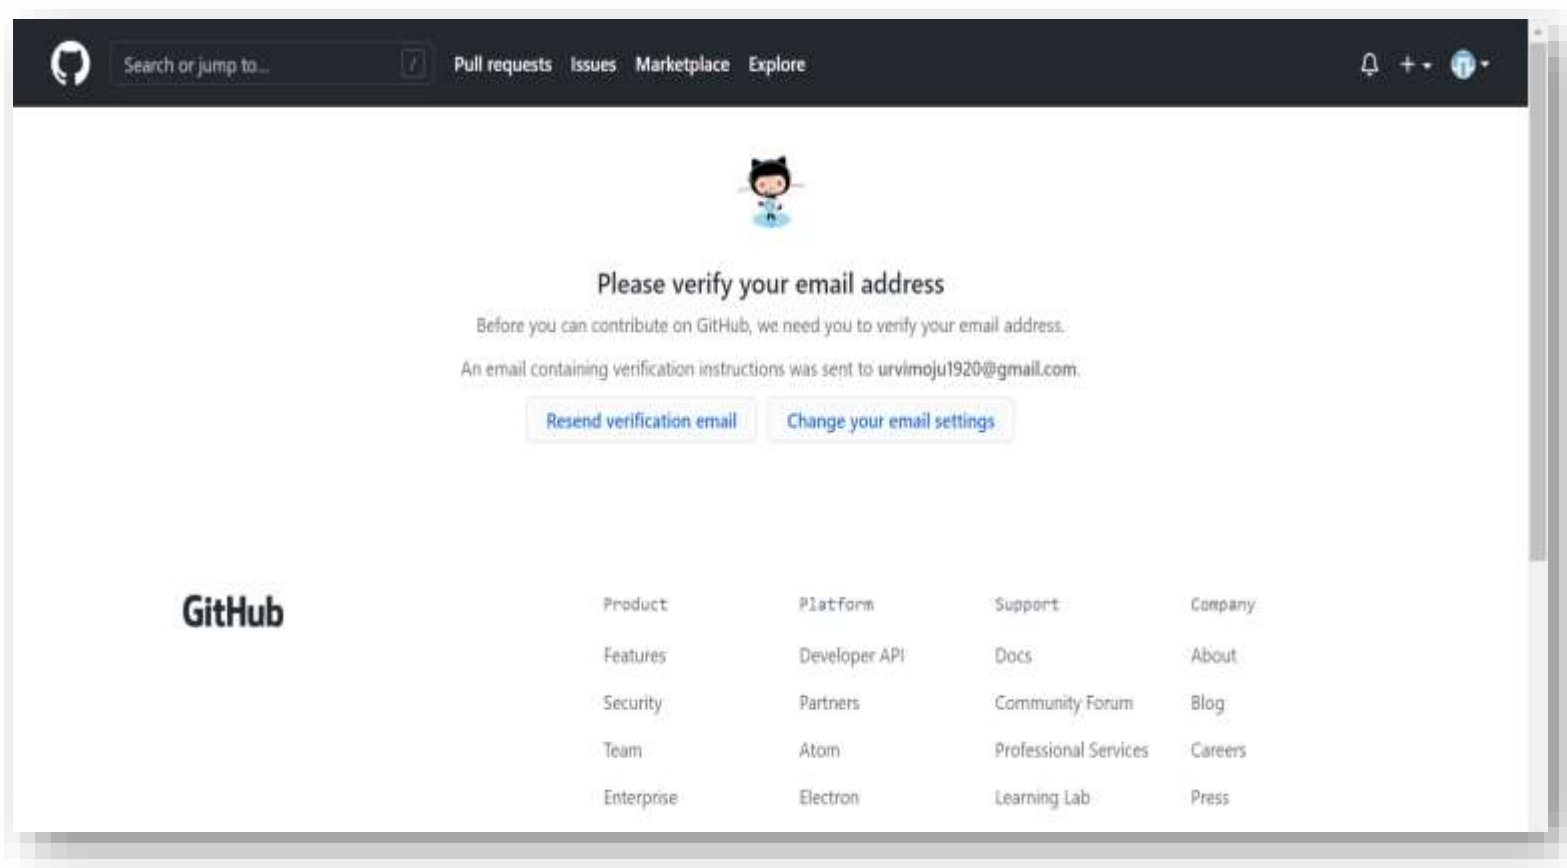 Search or jump to... / Pull requests Issues Marketplace Explore
Please verify your email address
Before you can contribute on GitHub, we need you to verify your email address.
An email containing verification instructions was sent to urvimoju1920@gmail.com.
Resend verification email Change your email settings
GitHub Product Platform Support Company
Features Developer API Docs About
Security Partners Community Forum Blog
Team Atom Professional Services Careers
Enterprise Electron Learning Lab Press